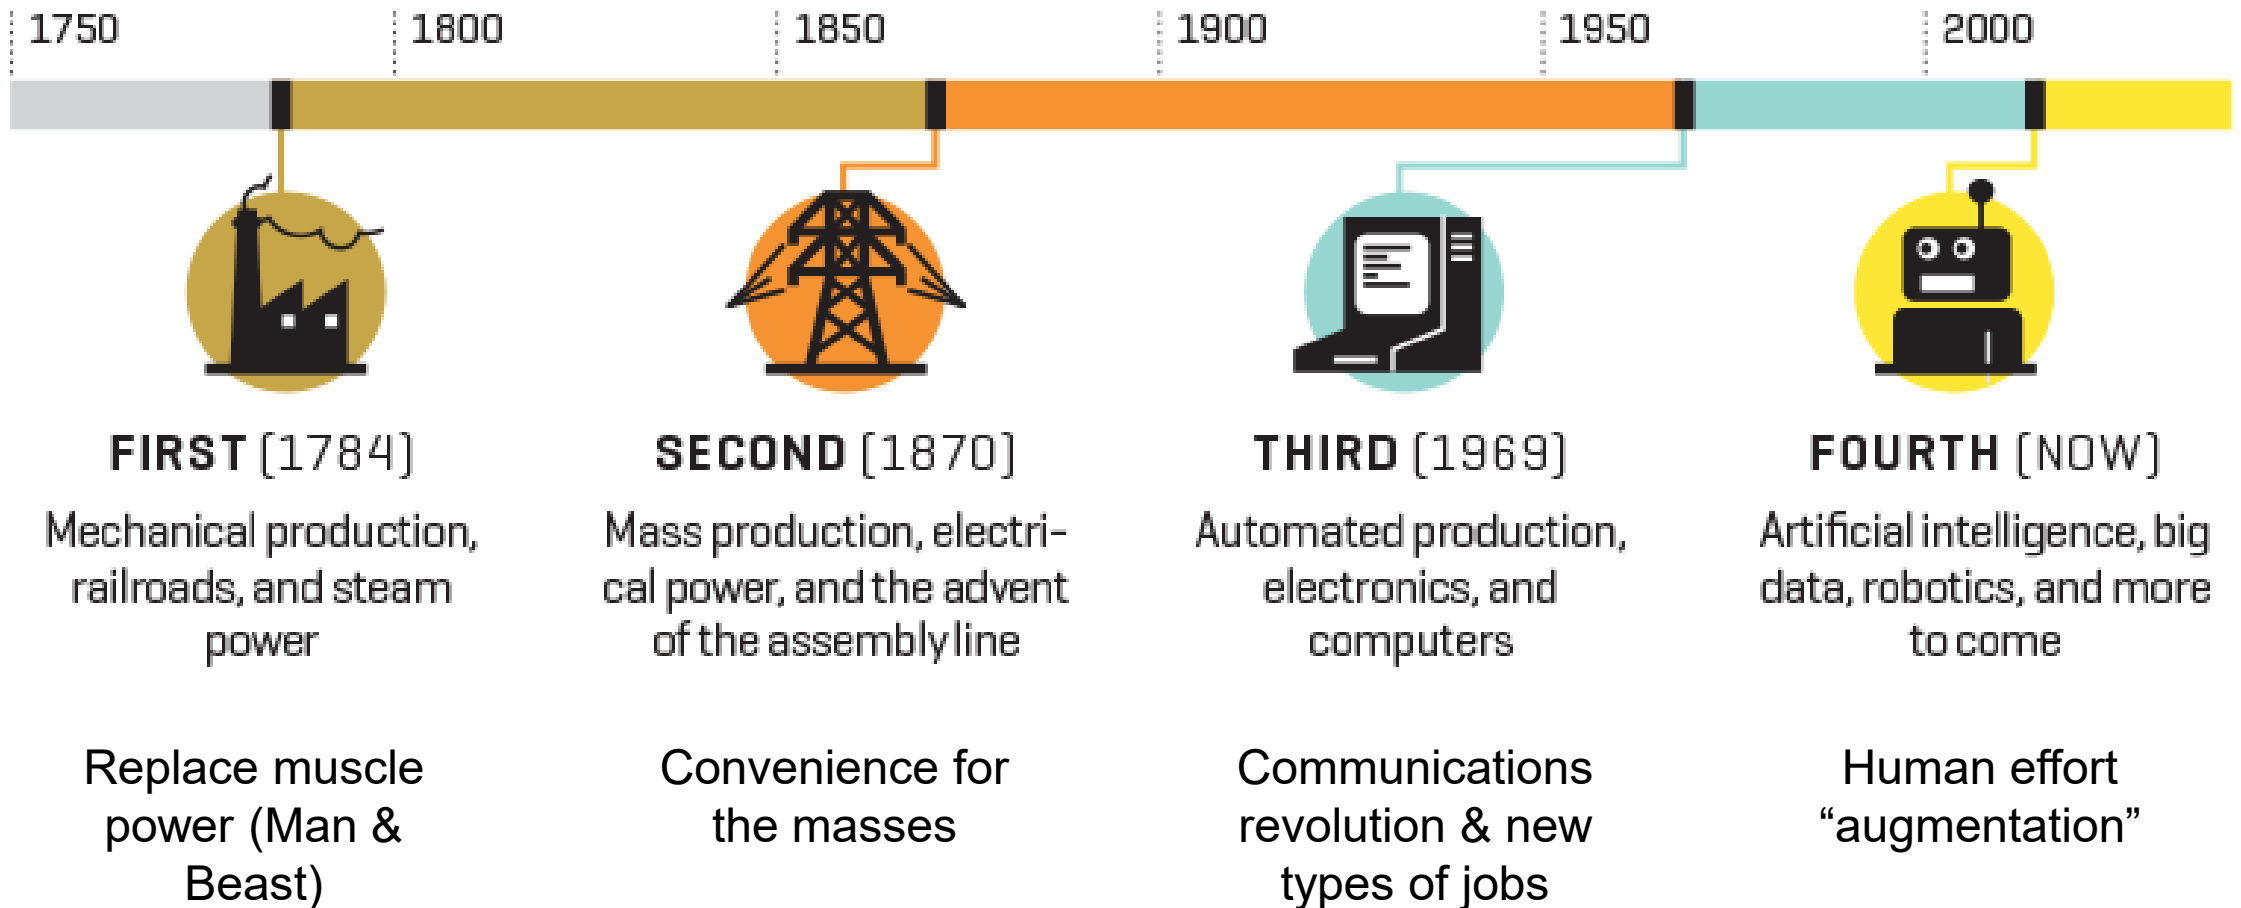 1750 1800 1850 1900 1950 2000
FIRST (1784)
Mechanical production,
railroads, and steam
power
Replace muscle
power (Man &
Beast)
SECOND (1870)
Mass production, electri-
cal power, and the advent
of the assembly line
Convenience for
the masses
THIRD (1969)
Automated production,
electronics, and
computers
Communications
revolution & new
types of jobs
FOURTH (NOW)
Artificial intelligence, big
data, robotics, and more
to come
Human effort
“augmentation”